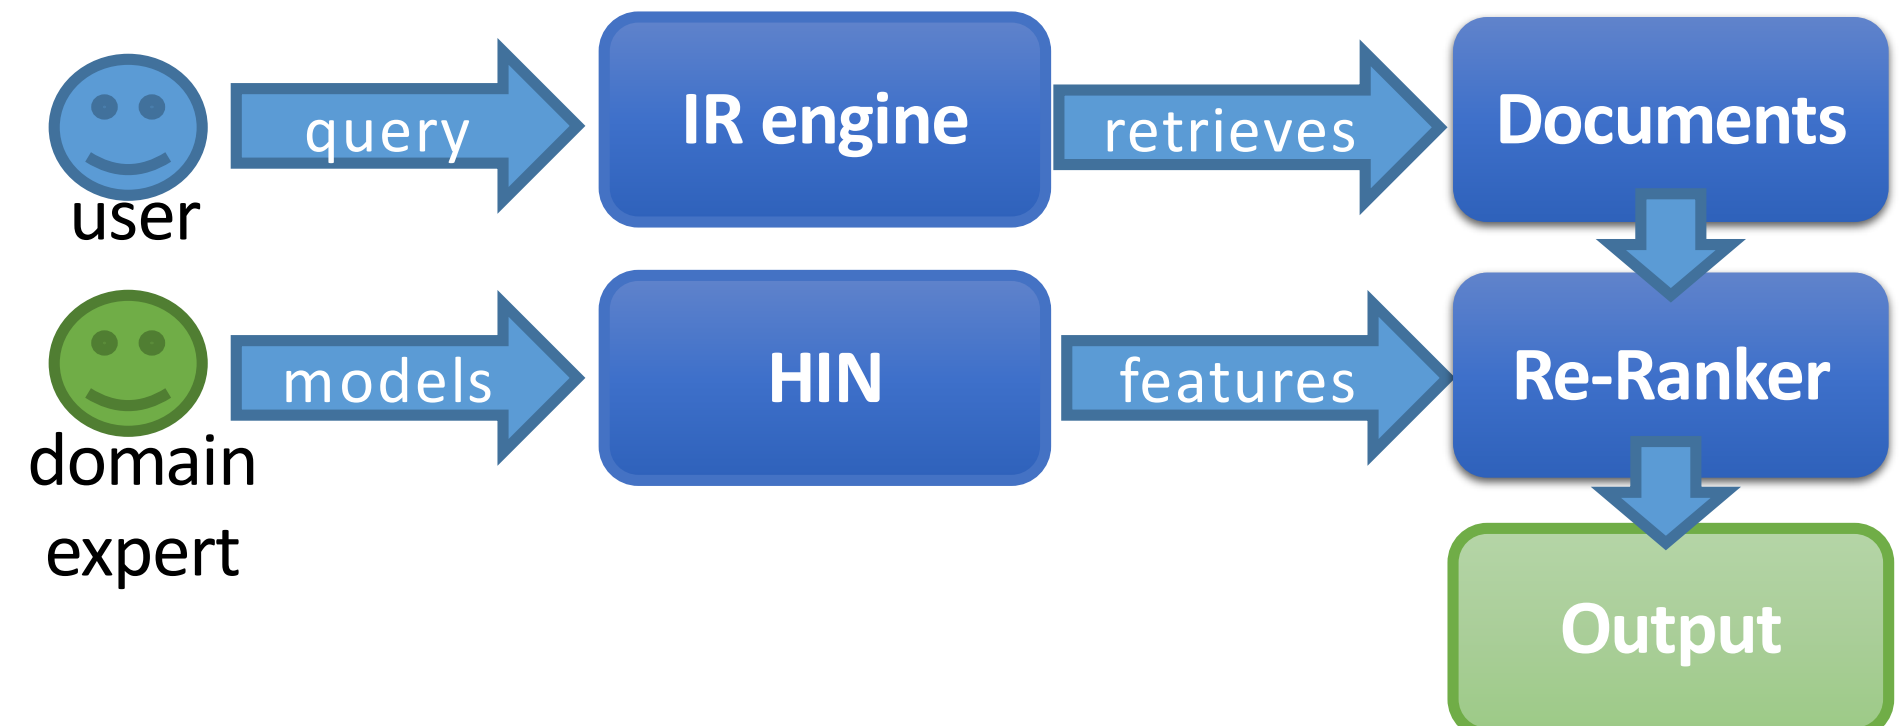 query
IR engine
retrieves
Documents
user
models
HIN
features
Re-Ranker
domain
expert
Output